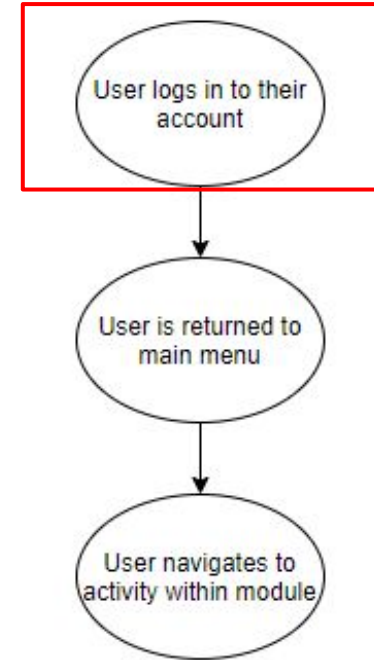 User logs in to their
account
User is returned to
main menu
User navigates to
activity within module